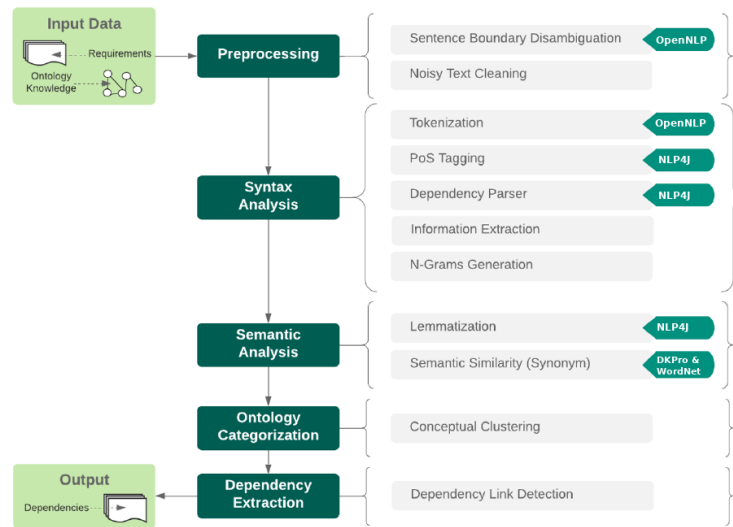 Input Data
Requirements
Ontology
Knowledge
Preprocessing
Sentence Boundary Disambiguation
OpenNLP
Noisy Text Cleaning
Syntax
Analysis
Tokenization
OpenNLP
PoS Tagging
NLP4J
Dependency Parser
NLP4J
Information Extraction
N-Grams Generation
Semantic
Analysis
Lemmatization
NLP4J
Semantic Similarity (Synonym)
DKPro &
WordNet
Ontology
Categorization
Conceptual Clustering
Dependency
Extraction
Dependency Link Detection
Output
Dependencies